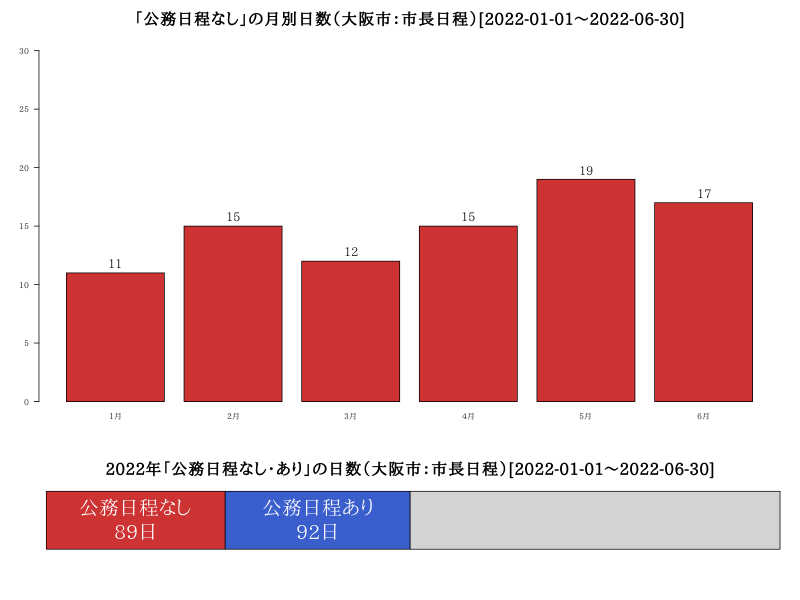 「公務日程なし」の月別日数（大阪市：市長日程）[2022-01-01〜2022-06-30]
30
25
20
15
10
5
0
11
15
12
15
19
17
1月
2月
3月
4月
5月
6月
2022年「公務日程なし・あり」の日数（大阪市：市長日程）[2022-01-01〜2022-06-30]
公務日程なし
89日
公務日程あり
92日